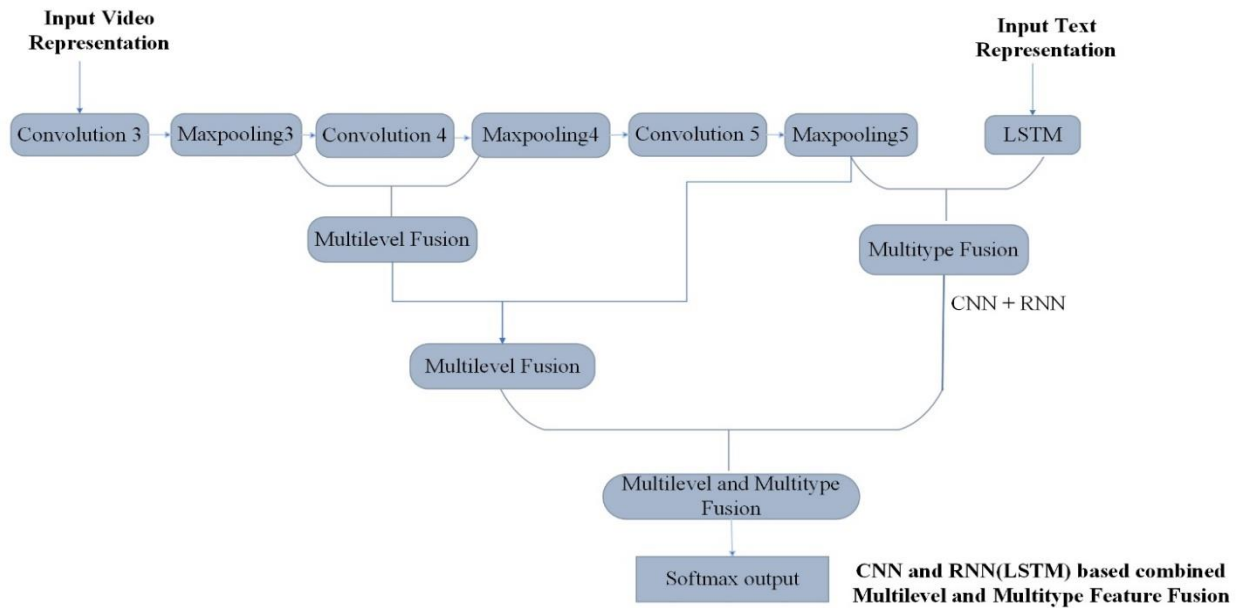 Input Video
Representation
Input Text
Representation
Convolution 3
Maxpooling3
Convolution 4
Maxpooling4
Convolution 5
Maxpooling5
LSTM
Multilevel Fusion
Multitype Fusion
CNN + RNN
Multilevel Fusion
Multilevel and Multitype
Fusion
Softmax output
CNN and RNN(LSTM) based combined
Multilevel and Multitype Feature Fusion